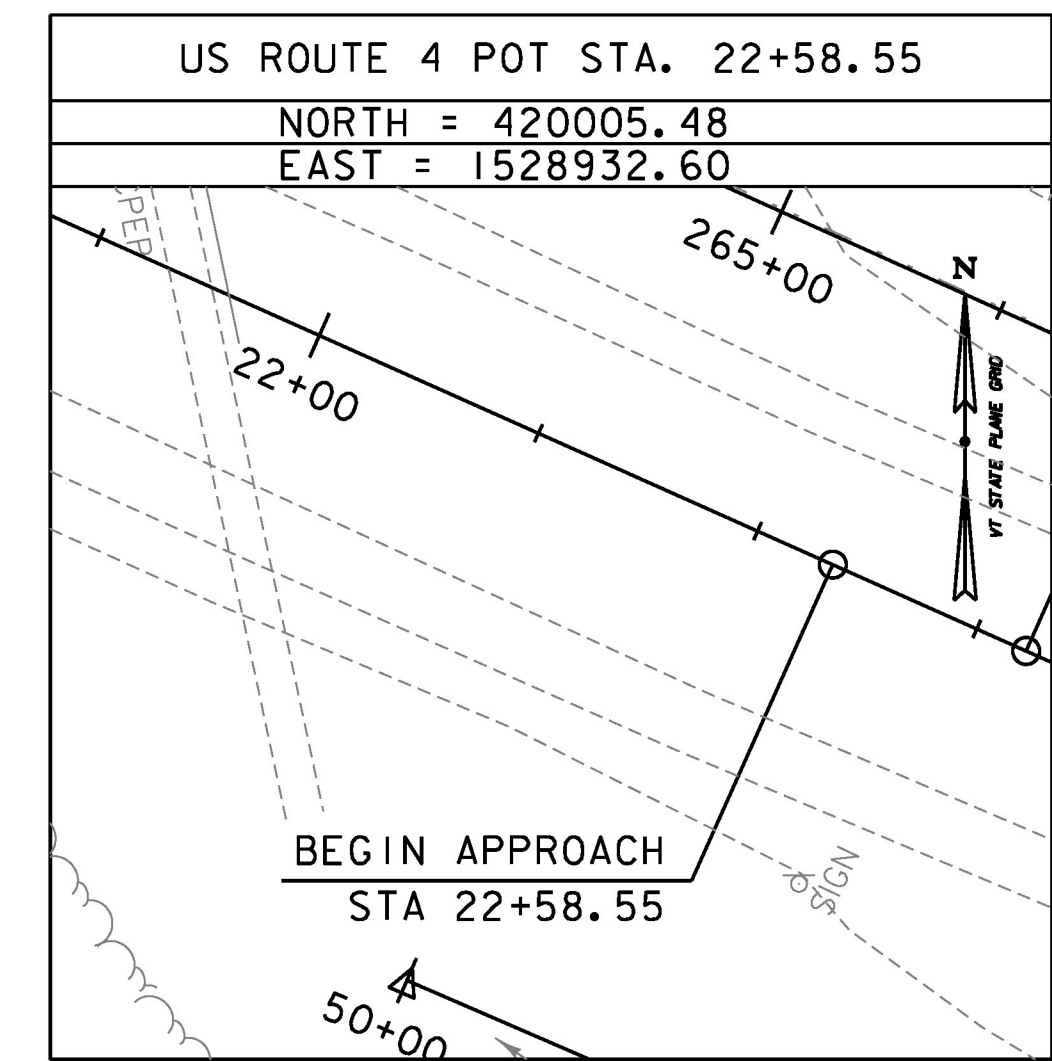 US ROUTE 4 POT STA. 22+58.55
NORTH = 420005.48
EAST = 1528932.60
265+00
N
VT STATE PLANE GRID
22+00
BEGIN APPROACH
STA 22+58.55
SIGN
50+00